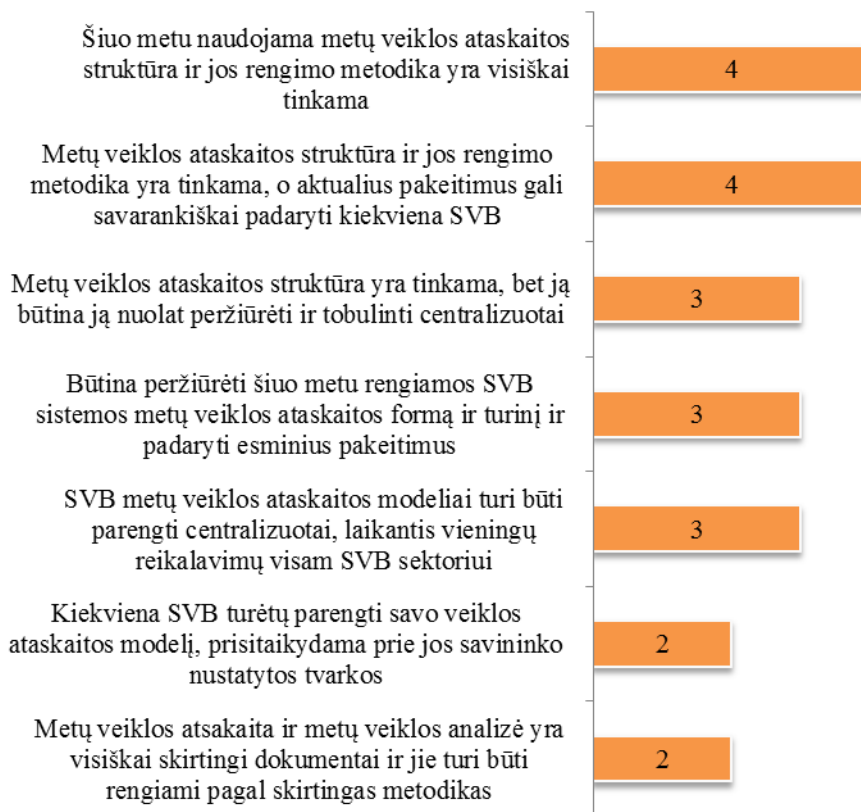 Šiuo metu naudojama metų veiklos ataskaitos
struktūra ir jos rengimo metodika yra visiškai
tinkama
4
Metų veiklos ataskaitos struktūra ir jos rengimo
metodika yra tinkama, o aktualius pakeitimus gali
savarankiškai padaryti kiekviena SVB
4
Metų veiklos ataskaitos struktūra yra tinkama, bet ją
būtina ją nuolat peržiūrėti ir tobulinti centralizuotai
3
Būtina peržiūrėti šiuo metu rengiamos SVB
sistemos metų veiklos ataskaitos formą ir turinį ir
padaryti esminius pakeitimus
3
SVB metų veiklos ataskaitos modeliai turi būti
parengti centralizuotai, laikantis vieningų
reikalavimų visam SVB sektoriui
3
Kiekviena SVB turėtų parengti savo veiklos
ataskaitos modelį, prisitaikydama prie jos savininko
nustatytos tvarkos
2
Metų veiklos atsakaita ir metų veiklos analizė yra
visiškai skirtingi dokumentai ir jie turi būti
rengiami pagal skirtingas metodikas
2